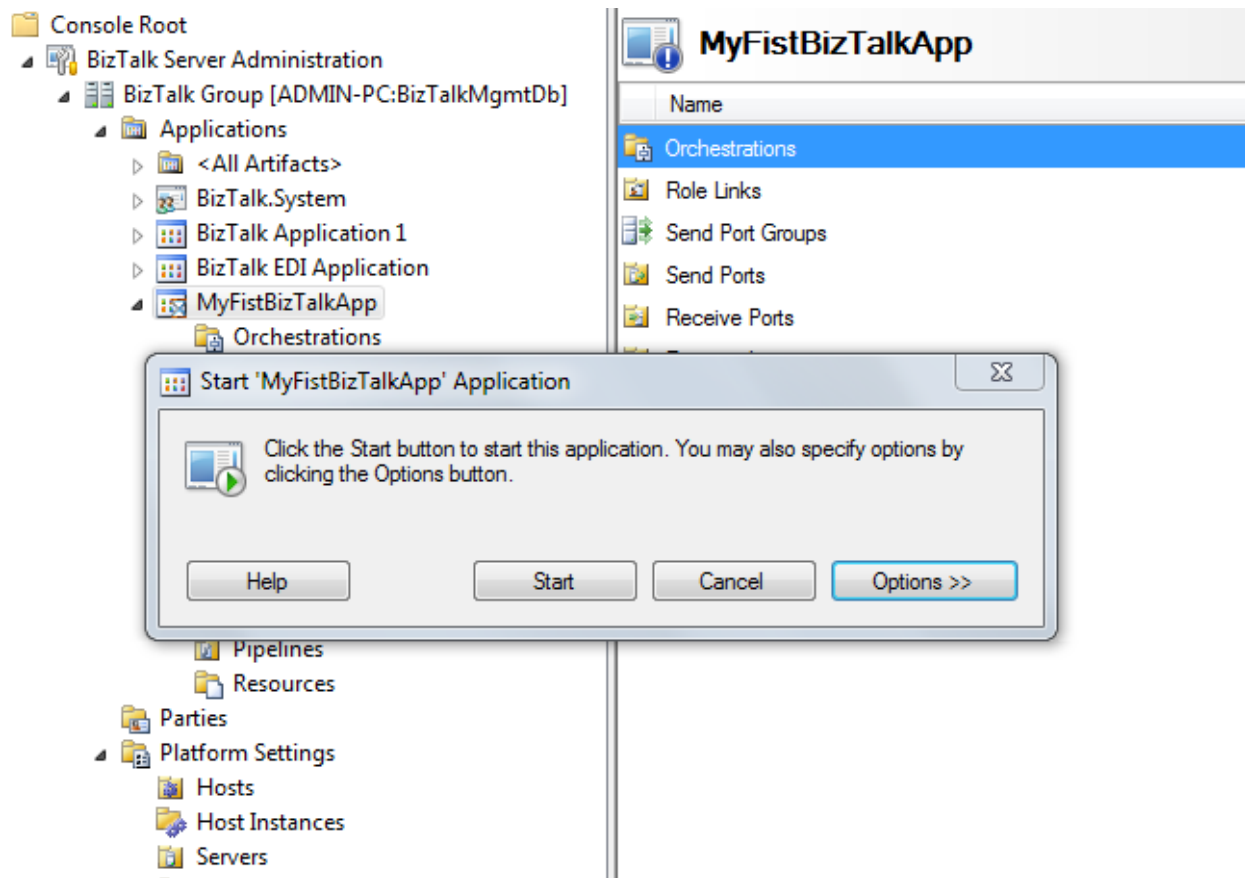 Console Root
BizTalk Server Administration
BizTalk Group [ADMIN-PC:BizTalkMgmtDb]
Applications
<All Artifacts>
BizTalk.System
BizTalk Application 1
BizTalk EDI Application
MyFistBizTalkApp
Orchestrations
MyFistBizTalkApp
Name
Orchestrations
Role Links
Send Port Groups
Send Ports
Receive Ports
Start 'MyFistBizTalkApp' Application
Click the Start button to start this application. You may also specify options by
clicking the Options button.
Help
Start
Cancel
Options >>
Pipelines
Resources
Parties
Platform Settings
Hosts
Host Instances
Servers